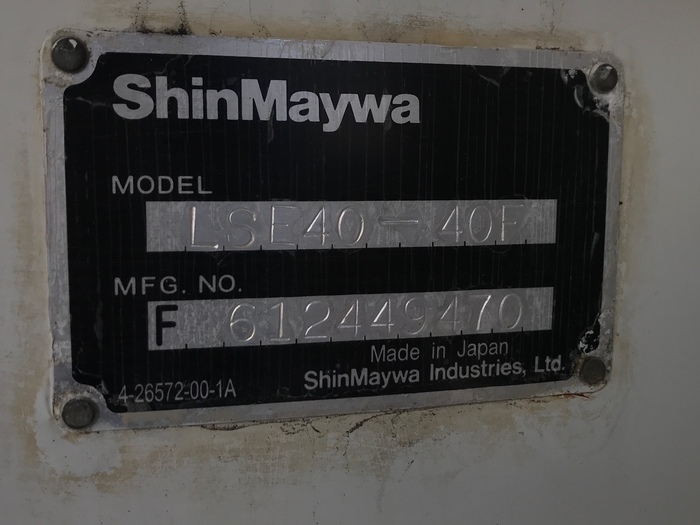 ShinMaywa
MODEL
LSE40-40F
MFG. NO.
F 612449470
Made in Japan
4-26572-00-1A
ShinMaywa Industries, Ltd.